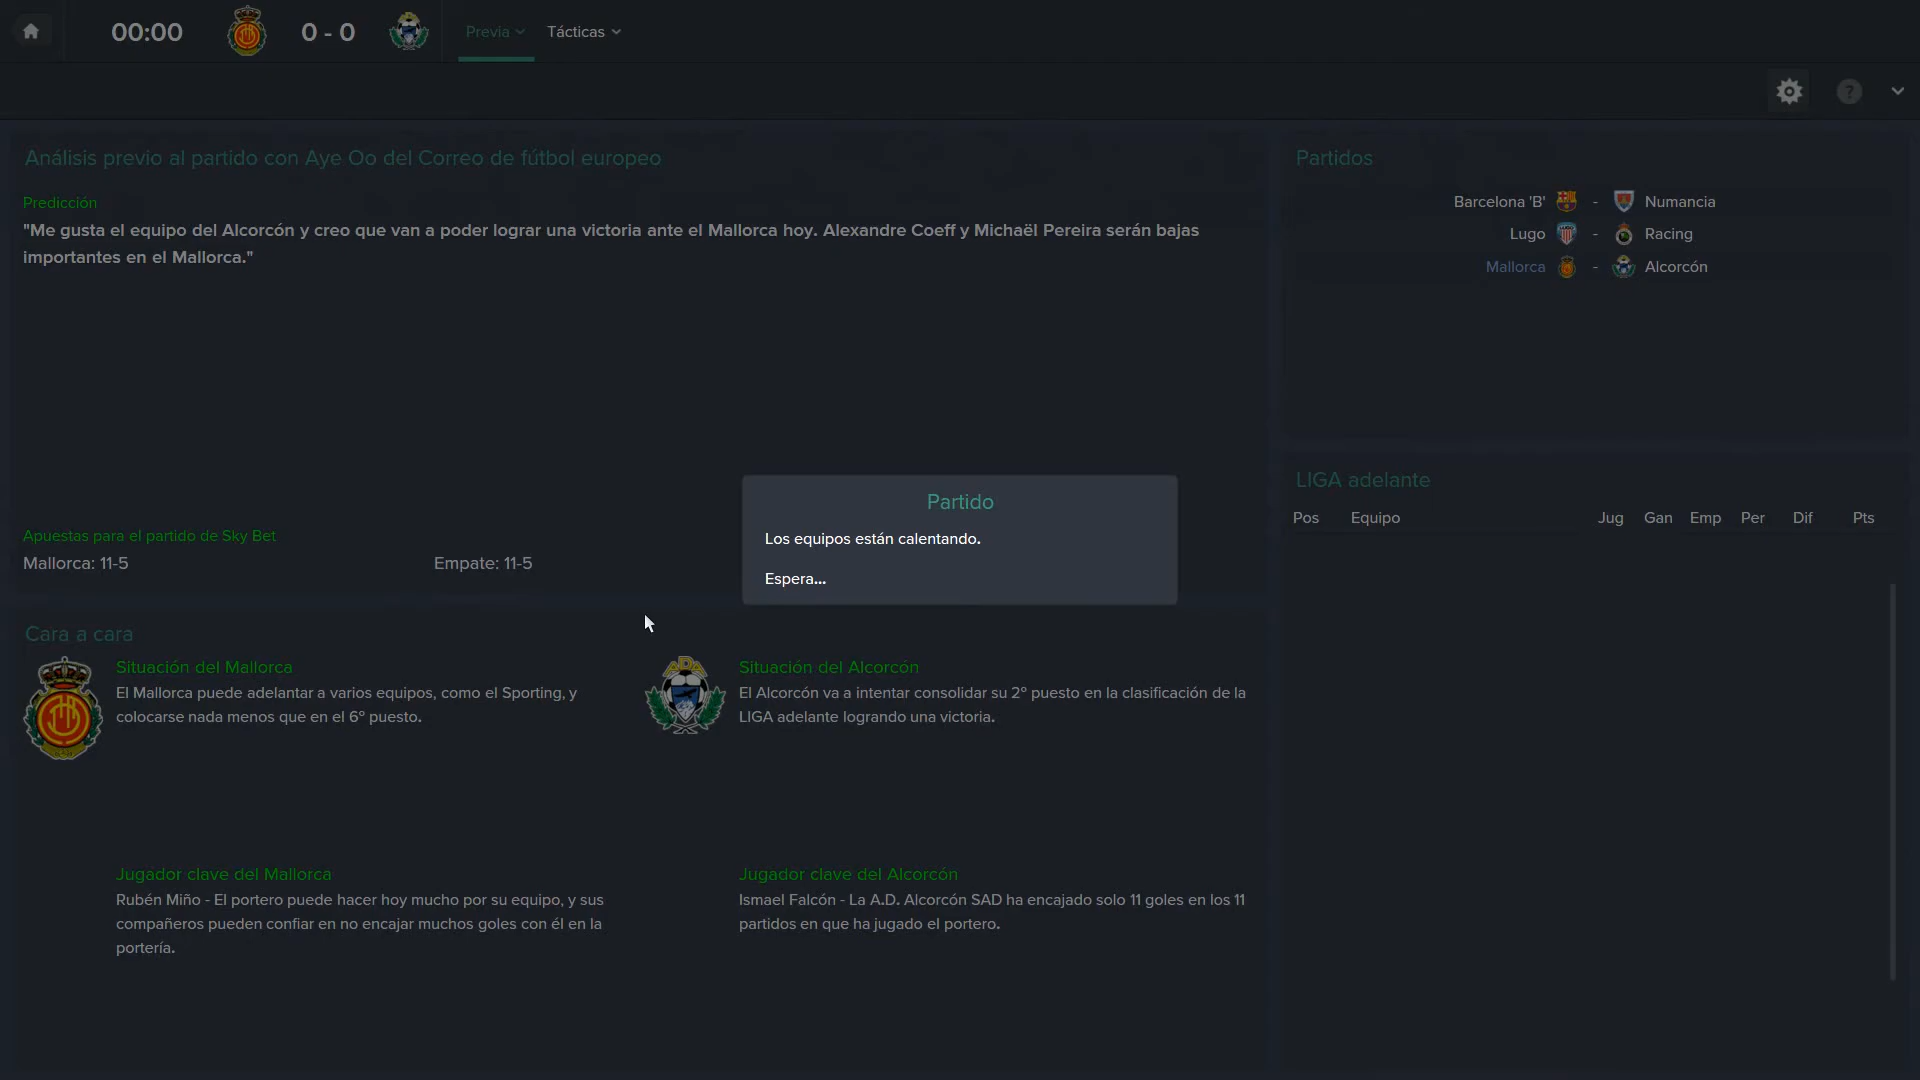 00:00
0 - 0
Previa
Tácticas
?
Análisis previo al partido con Aye Oo del Correo de fútbol europeo
Predicción
"Me gusta el equipo del Alcorcón y creo que van a poder lograr una victoria ante el Mallorca hoy. Alexandre Coeff y Michaël Pereira serán bajas
importantes en el Mallorca."
Apuestas para el partido de Sky Bet
Mallorca: 11-5
Empate: 11-5
Partidos
Barcelona 'B' - Numancia
Lugo - Racing
Mallorca - Alcorcón
LIGA adelante
Pos Equipo Jug Gan Emp Per Dif Pts
Partido
Los equipos están calentando.
Espera...
Cara a cara
Situación del Mallorca
El Mallorca puede adelantar a varios equipos, como el Sporting, y
colocarse nada menos que en el 6º puesto.
ADA
Situación del Alcorcón
El Alcorcón va a intentar consolidar su 2º puesto en la clasificación de la
LIGA adelante logrando una victoria.
Jugador clave del Mallorca
Rubén Miño - El portero puede hacer hoy mucho por su equipo, y sus
compañeros pueden confiar en no encajar muchos goles con él en la
portería.
Jugador clave del Alcorcón
Ismael Falcón - La A.D. Alcorcón SAD ha encajado solo 11 goles en los 11
partidos en que ha jugado el portero.